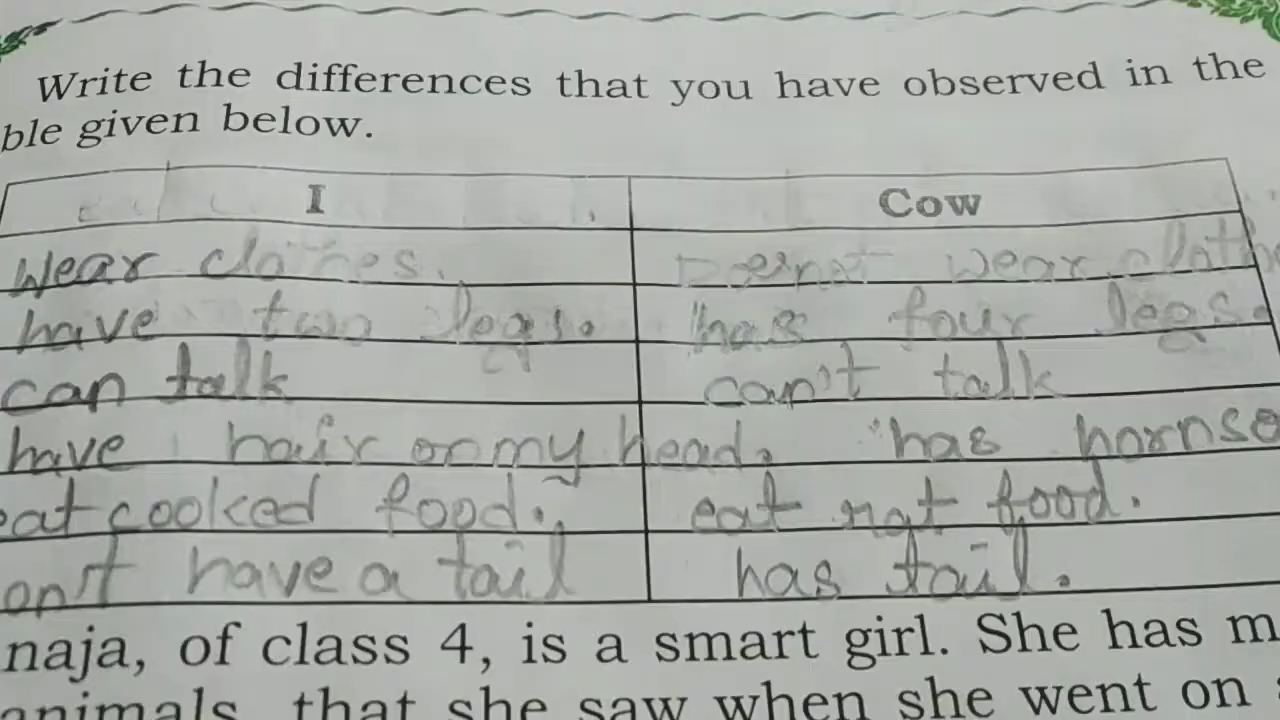 Write the differences that you have observed in the
ble given below.
I Cow
Wear clothes. Doesnot wear cloth
have two legs. has four legs.
can talk can't talk
have hair on my head. has horns
eat cooked food. eat not food.
on't have a tail has tail.
naja, of class 4, is a smart girl. She has m
animals that she saw when she went on